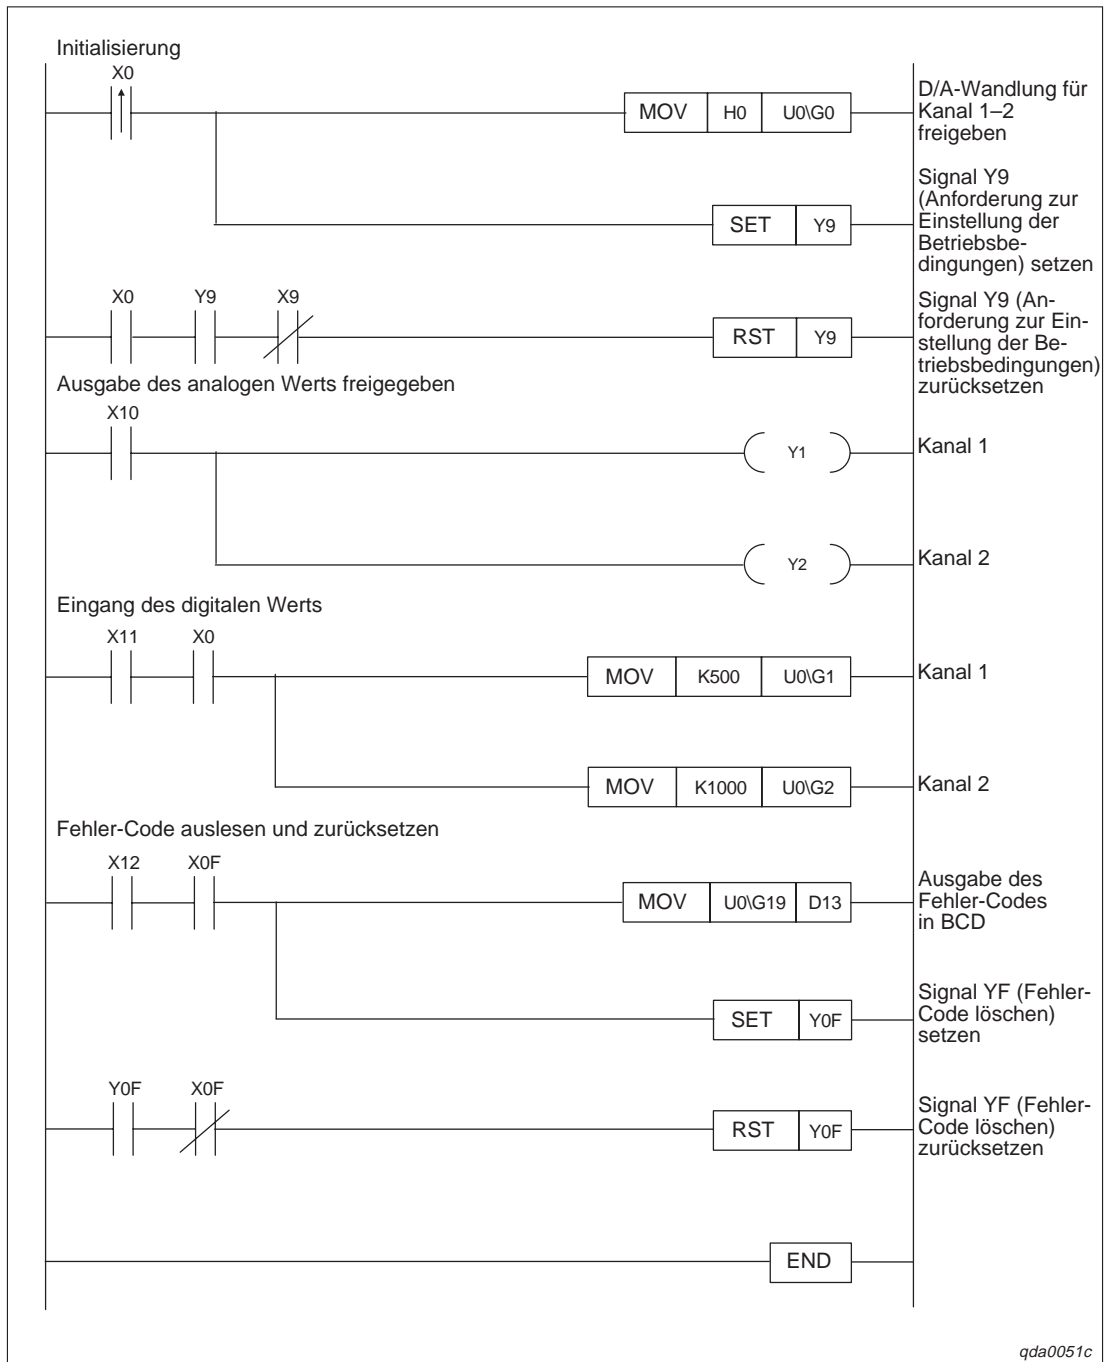 Initialisierung
X0
MOV H0 U0\G0
D/A-Wandlung für
Kanal 1–2
freigeben
SET Y9
Signal Y9
(Anforderung zur
Einstellung der
Betriebsbe-
dingungen) setzen
X0 Y9 X9
RST Y9
Signal Y9 (An-
forderung zur Ein-
stellung der Be-
triebsbedingungen)
zurücksetzen
Ausgabe des analogen Werts freigegeben
X10
Y1
Kanal 1
Y2
Kanal 2
Eingang des digitalen Werts
X11 X0
MOV K500 U0\G1
Kanal 1
MOV K1000 U0\G2
Kanal 2
Fehler-Code auslesen und zurücksetzen
X12 X0F
MOV U0\G19 D13
Ausgabe des
Fehler-Codes
in BCD
SET Y0F
Signal YF (Fehler-
Code löschen)
setzen
Y0F X0F
RST Y0F
Signal YF (Fehler-
Code löschen)
zurücksetzen
END
qda0051c